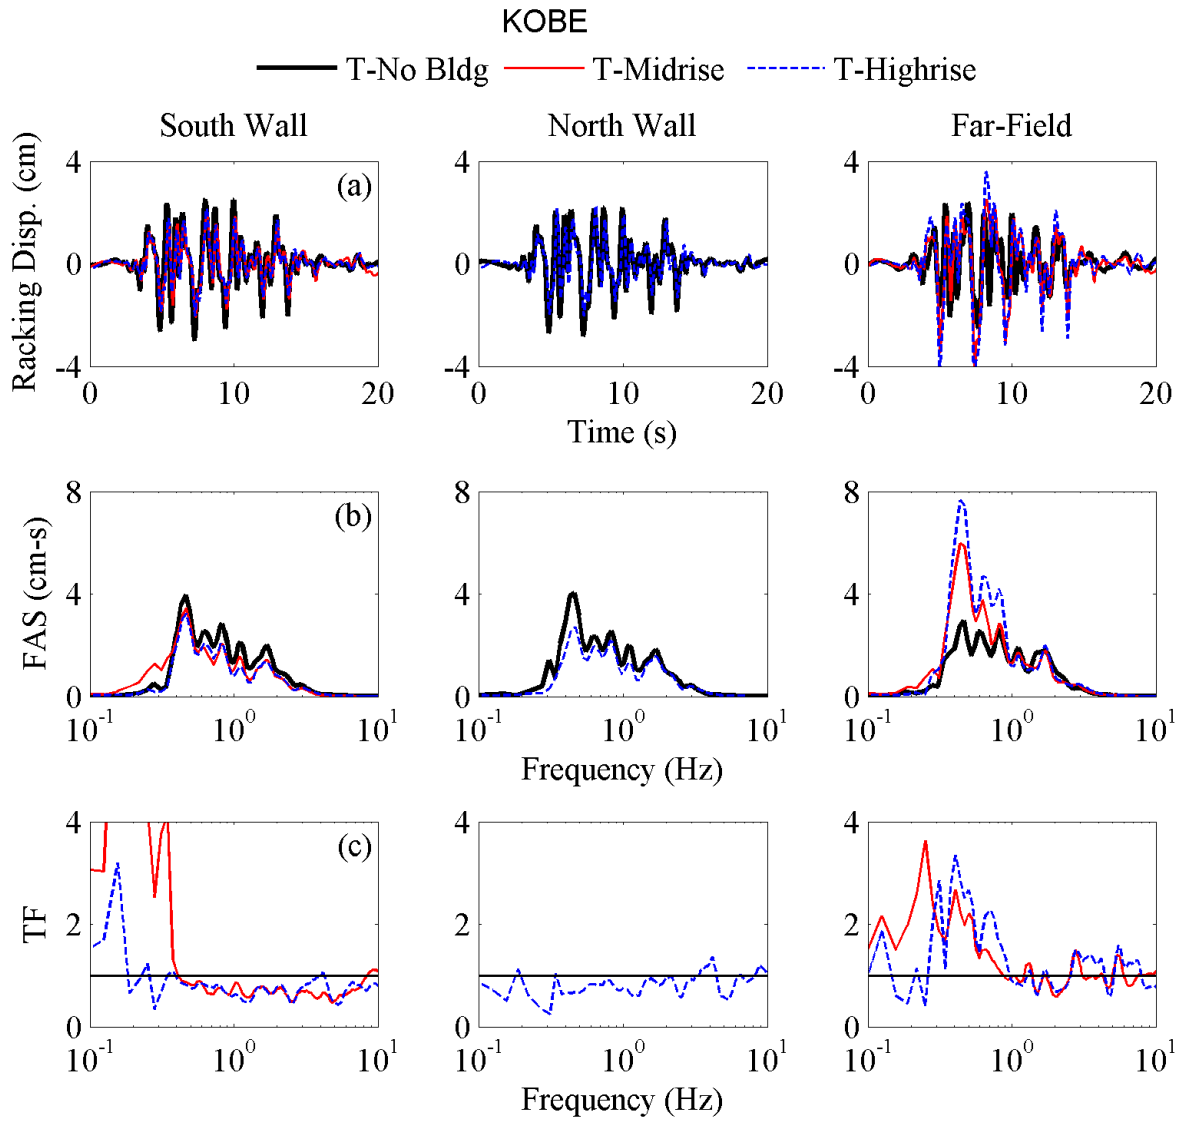 KOBE
T-No Bldg T-Midrise T-Highrise
South Wall North Wall Far-Field
Racking Disp. (cm)
4 4 4
(a)
0 0 0
-4 -4 -4
0 10 20 0 10 20 0 10 20
Time (s)
FAS (cm-s)
8 8 8
(b)
4 4 4
0 0 0
10^-1 10^0 10^1 10^-1 10^0 10^1 10^-1 10^0 10^1
Frequency (Hz)
TF
4 4 4
(c)
2 2 2
0 0 0
10^-1 10^0 10^1 10^-1 10^0 10^1 10^-1 10^0 10^1
Frequency (Hz)